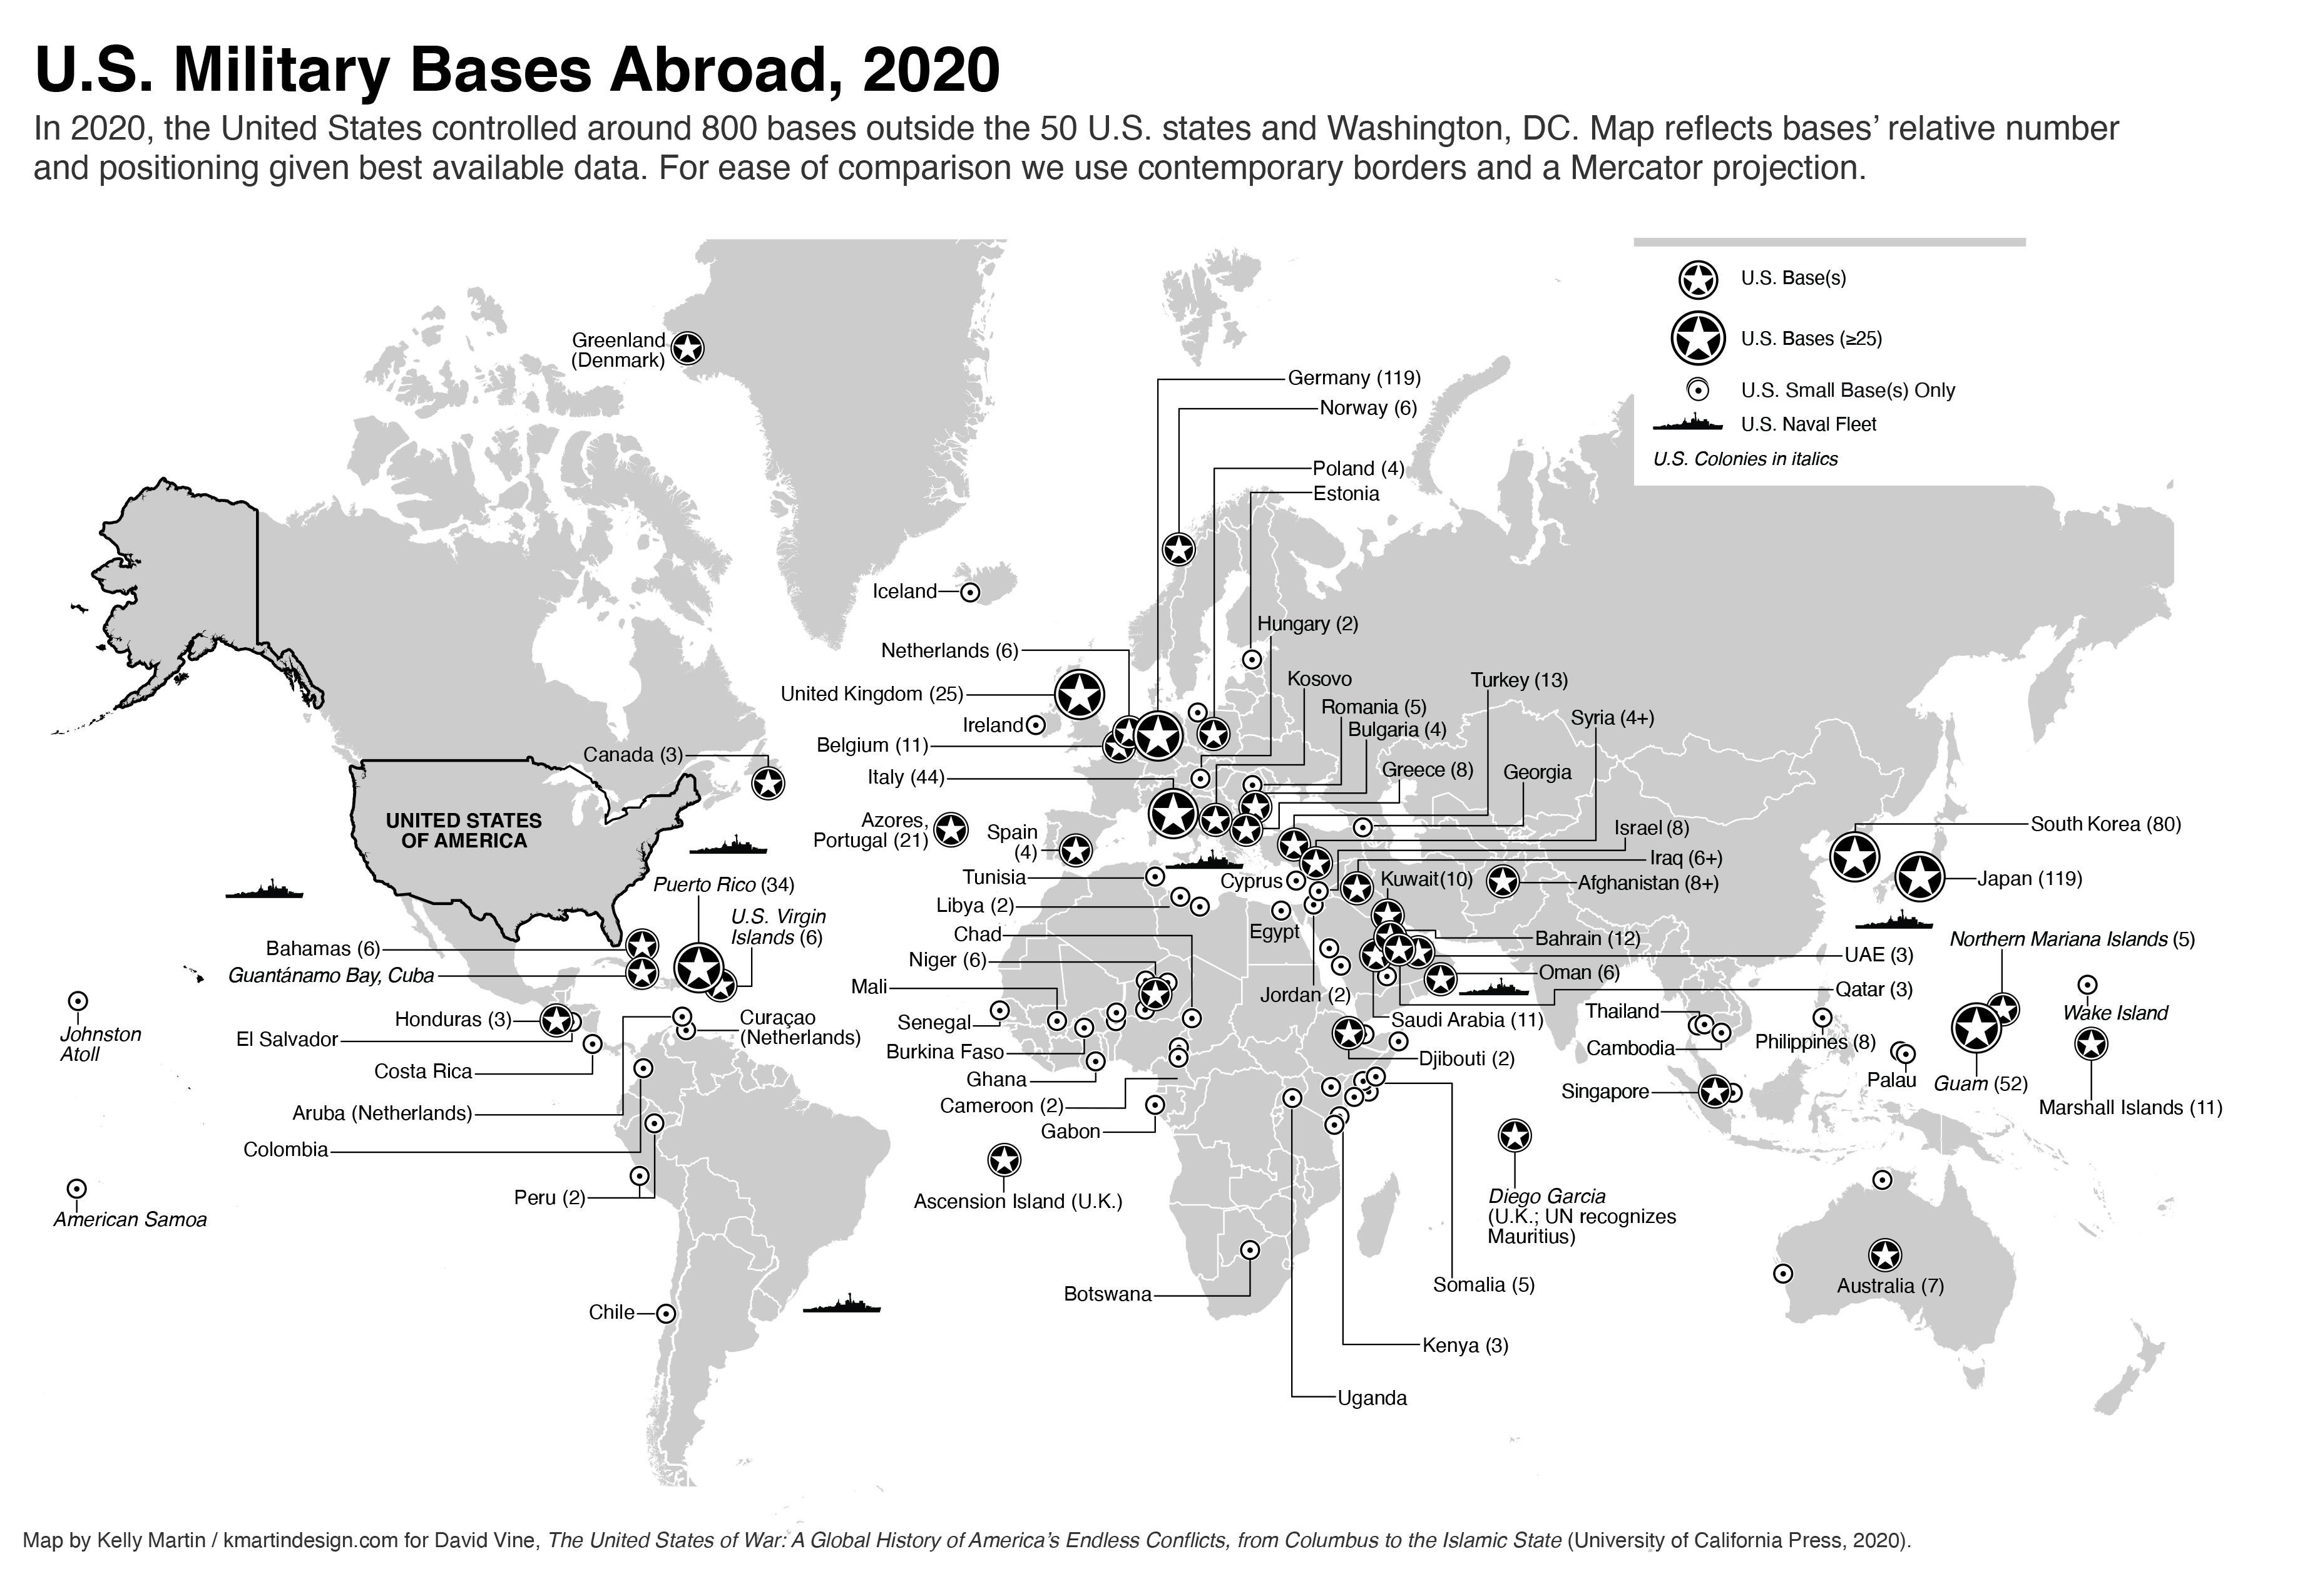 U.S. Military Bases Abroad, 2020
In 2020, the United States controlled around 800 bases outside the 50 U.S. states and Washington, DC. Map reflects bases’ relative number
and positioning given best available data. For ease of comparison we use contemporary borders and a Mercator projection.
U.S. Base(s)
U.S. Bases (≥25)
U.S. Small Base(s) Only
U.S. Naval Fleet
U.S. Colonies in italics
Greenland
(Denmark)
Germany (119)
Norway (6)
Poland (4)
Estonia
Iceland
Hungary (2)
Netherlands (6)
United Kingdom (25)
Ireland
Belgium (11)
Italy (44)
Kosovo
Romania (5)
Bulgaria (4)
Turkey (13)
Syria (4+)
Greece (8)
Georgia
Canada (3)
UNITED STATES
OF AMERICA
Azores,
Portugal (21)
Spain
(4)
Israel (8)
Iraq (6+)
South Korea (80)
Tunisia
Cyprus
Kuwait(10)
Afghanistan (8+)
Japan (119)
Puerto Rico (34)
U.S. Virgin
Islands (6)
Libya (2)
Egypt
Chad
Bahamas (6)
Guantánamo Bay, Cuba
Niger (6)
Bahrain (12)
UAE (3)
Northern Mariana Islands (5)
Oman (6)
Mali
Jordan (2)
Qatar (3)
Johnston
Atoll
Honduras (3)
El Salvador
Curaçao
(Netherlands)
Senegal
Saudi Arabia (11)
Thailand
Wake Island
Burkina Faso
Djibouti (2)
Cambodia
Philippines (8)
Costa Rica
Ghana
Singapore
Palau
Guam (52)
Aruba (Netherlands)
Cameroon (2)
Marshall Islands (11)
Gabon
Colombia
Peru (2)
Ascension Island (U.K.)
Diego Garcia
(U.K.; UN recognizes
Mauritius)
American Samoa
Botswana
Somalia (5)
Australia (7)
Chile
Kenya (3)
Uganda
Map by Kelly Martin / kmartindesign.com for David Vine, The United States of War: A Global History of America’s Endless Conflicts, from Columbus to the Islamic State (University of California Press, 2020).